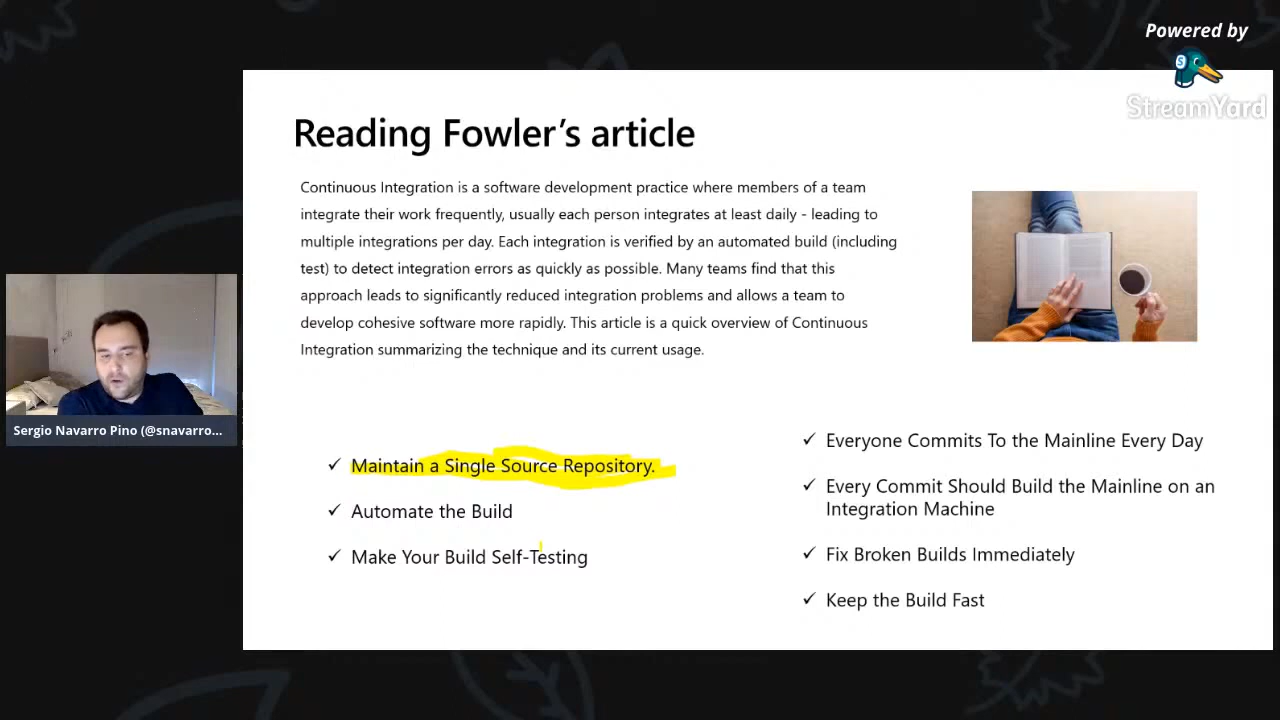 Powered by
StreamYard
Reading Fowler's article
Continuous Integration is a software development practice where members of a team
integrate their work frequently, usually each person integrates at least daily - leading to
multiple integrations per day. Each integration is verified by an automated build (including
test) to detect integration errors as quickly as possible. Many teams find that this
approach leads to significantly reduced integration problems and allows a team to
develop cohesive software more rapidly. This article is a quick overview of Continuous
Integration summarizing the technique and its current usage.
✓ Maintain a Single Source Repository.
✓ Automate the Build
✓ Make Your Build Self-Testing
✓ Everyone Commits To the Mainline Every Day
✓ Every Commit Should Build the Mainline on an
Integration Machine
✓ Fix Broken Builds Immediately
✓ Keep the Build Fast
Sergio Navarro Pino (@snavarro...